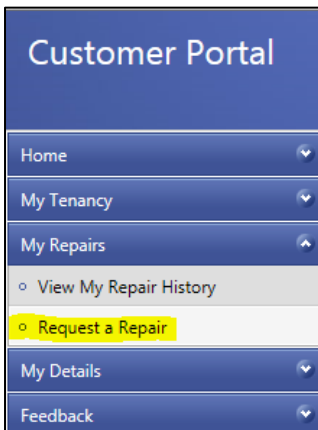 Customer Portal
Home
My Tenancy
My Repairs
View My Repair History
Request a Repair
My Details
Feedback